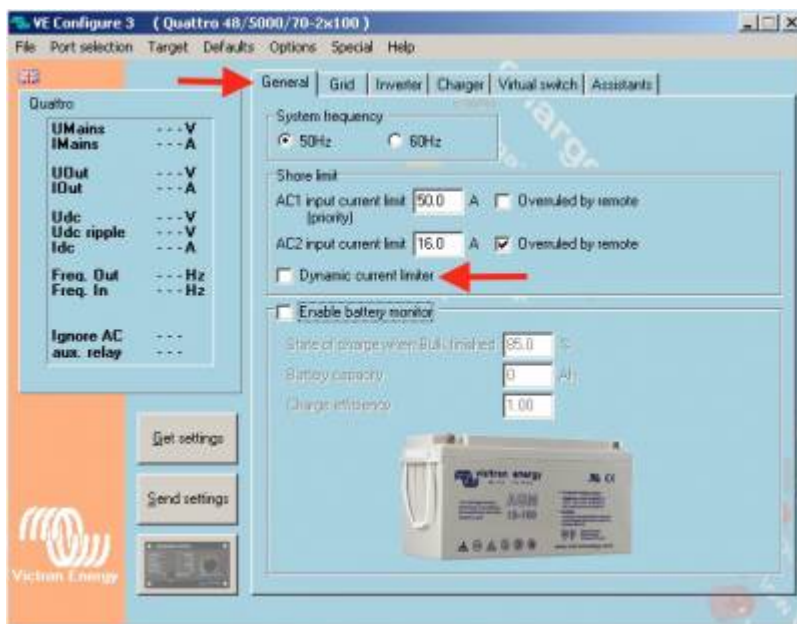 VE Configure 3 ( Quattro 48/5000/70-2x100 )
File Port selection Target Defaults Options Special Help
General Grid Inverter Charger Virtual switch Assistants
Quattro
UMains ---V
IMains ---A
UOut ---V
IOut ---A
Udc ---V
Udc ripple ---V
Idc ---A
Freq. Out ---Hz
Freq. In ---Hz
Ignore AC ---
aux. relay ---
Get settings
Send settings
Victron Energy
System frequency
50Hz 60Hz
Shore limit
AC1 input current limit 50.0 A Overruled by remote
(priority)
AC2 input current limit 16.0 A Overruled by remote
Dynamic current limiter
Enable battery monitor
State of charge when Bulk finished 85.0 %
Battery capacity 0 Ah
Charge efficiency 1.00
victron energy
AGM